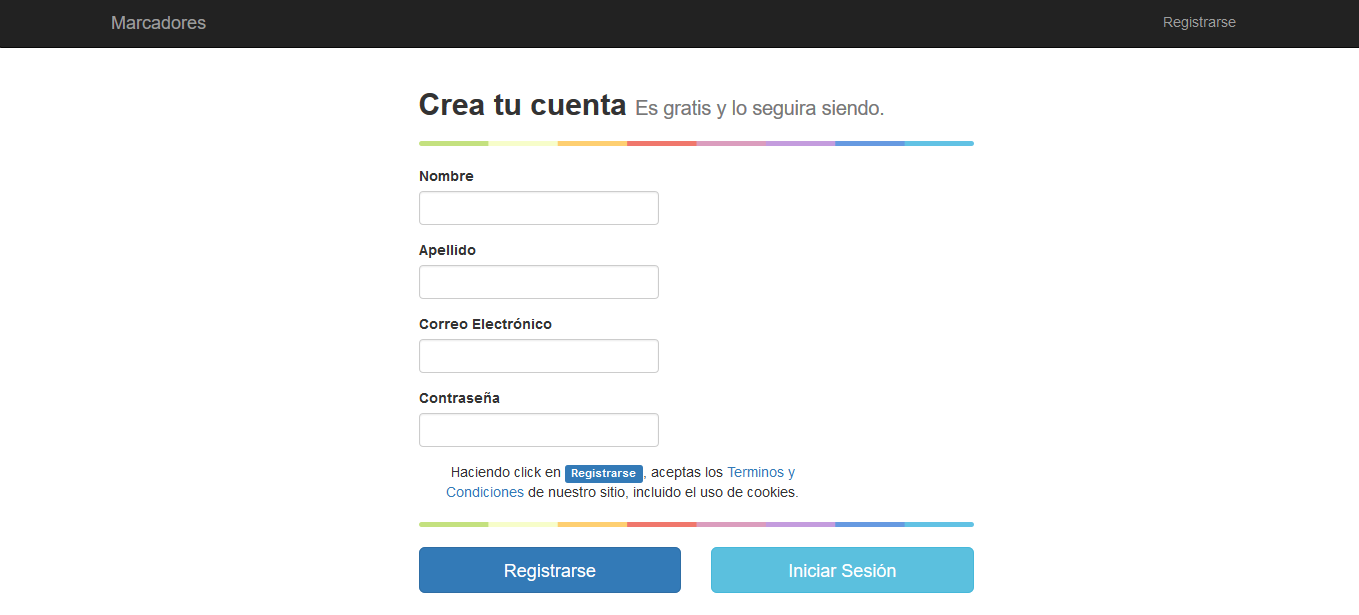 Marcadores Registrarse
Crea tu cuenta Es gratis y lo seguira siendo.
Nombre
Apellido
Correo Electrónico
Contraseña
Haciendo click en Registrarse, aceptas los Terminos y
Condiciones de nuestro sitio, incluido el uso de cookies.
Registrarse Iniciar Sesión